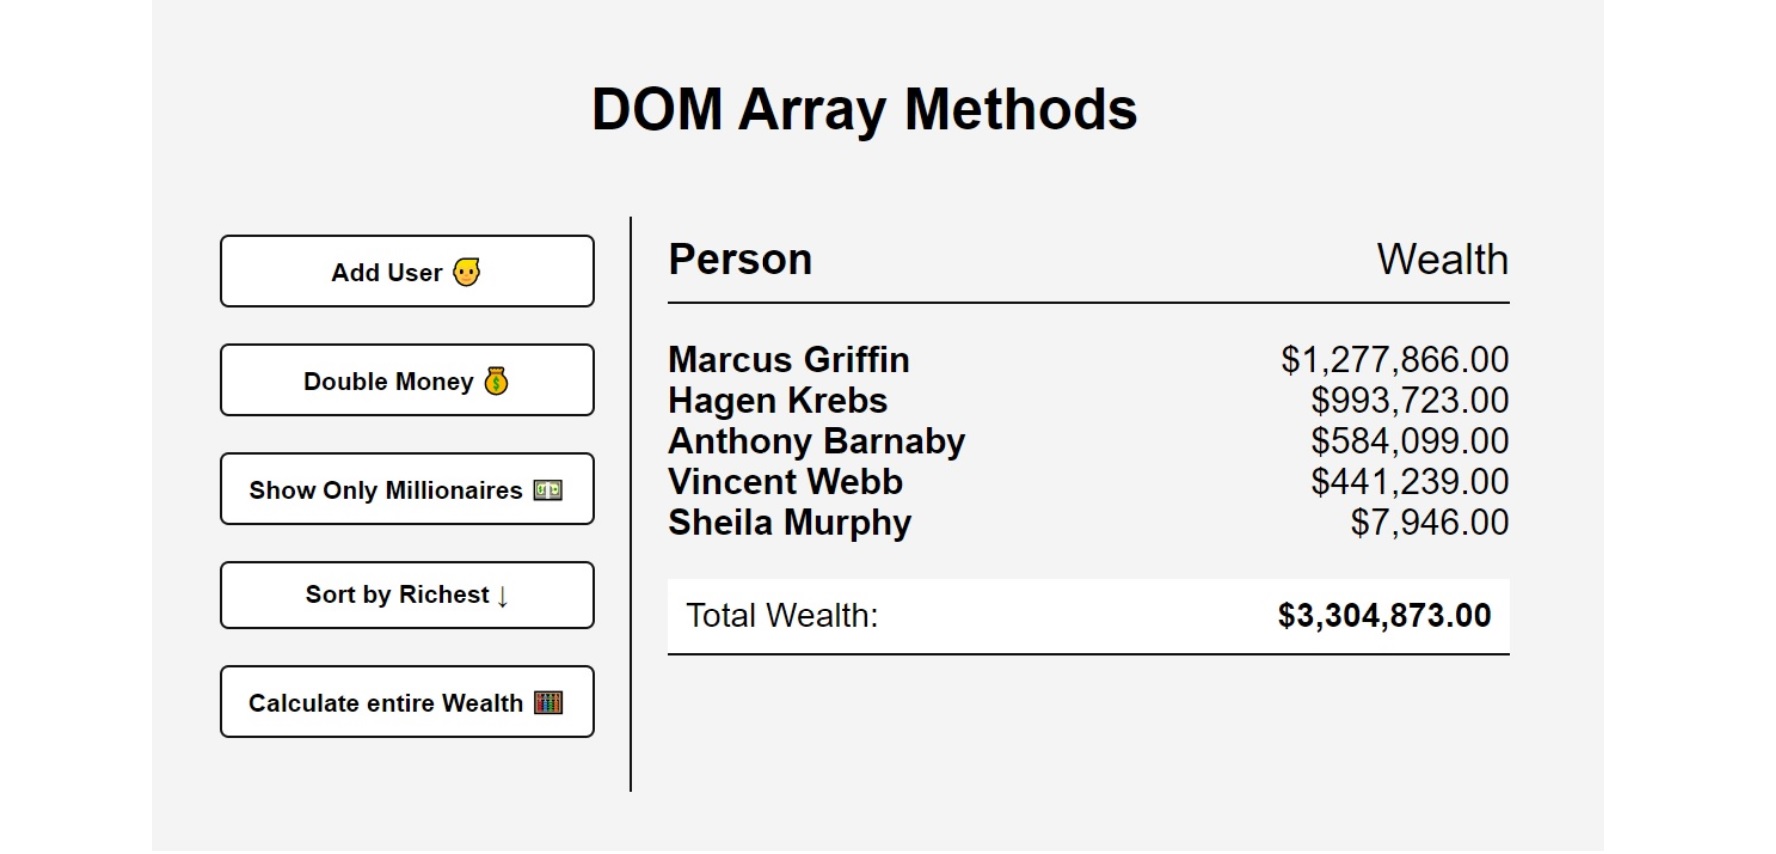 DOM Array Methods
Add User
Double Money
Show Only Millionaires
Sort by Richest ↓
Calculate entire Wealth
Person Wealth
Marcus Griffin $1,277,866.00
Hagen Krebs $993,723.00
Anthony Barnaby $584,099.00
Vincent Webb $441,239.00
Sheila Murphy $7,946.00
Total Wealth: $3,304,873.00